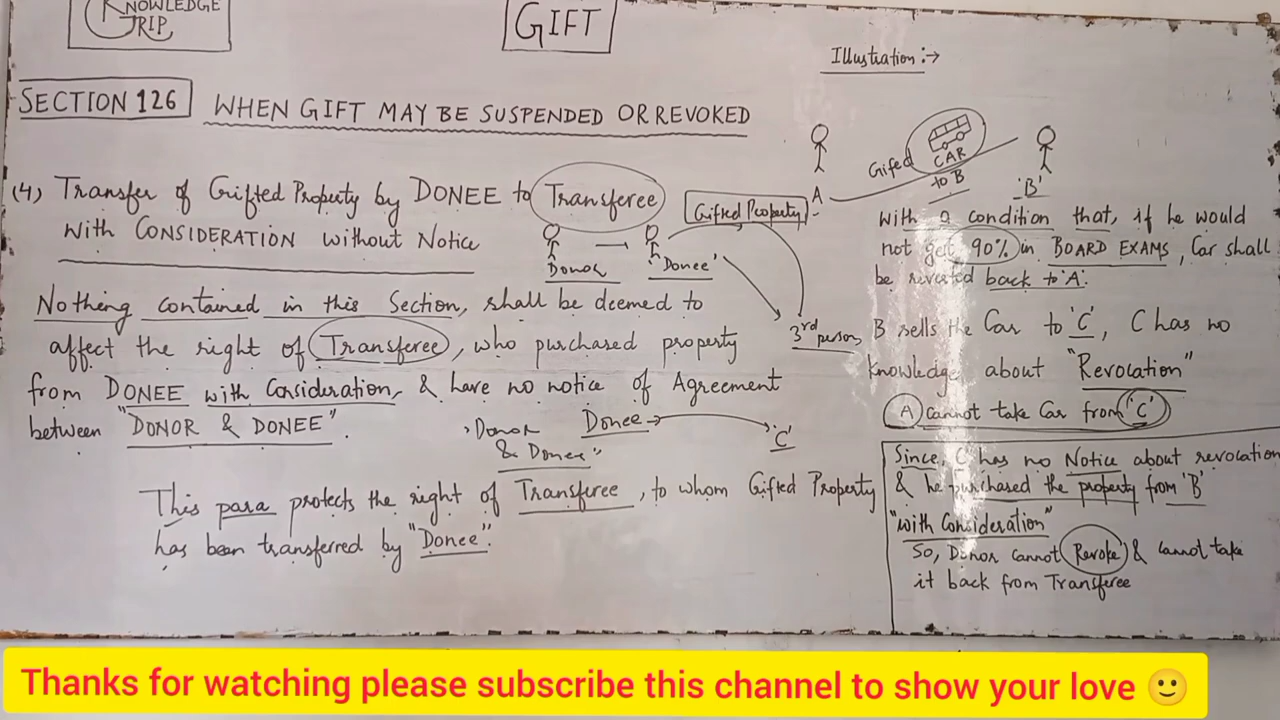 KNOWLEDGE
TRIP
GIFT
SECTION 126 WHEN GIFT MAY BE SUSPENDED OR REVOKED
(4) Transfer of Gifted Property by DONEE to Transferee
with CONSIDERATION without Notice
Gifted Property
Donor "Donee"
3rd person
Nothing contained in this Section, shall be deemed to
affect the right of Transferee, who purchased property
from DONEE with Consideration, & have no notice of Agreement
between "DONOR & DONEE".
"Donor
& Donee"
Donee
'C'
This para protects the right of Transferee, to whom Gifted Property
has been transferred by "Donee".
Illustration :→
A
Gifed
CAR
to B
'B'
with a condition that, if he would
not get 90% in BOARD EXAMS, Car shall
be reverted back to 'A'.
B sells the Car to 'C', C has no
knowledge about "Revocation"
A cannot take Car from 'C'
Since, C has no Notice about revocation
& he purchased the property from 'B'
"with Consideration"
So, Donor cannot Revoke & cannot take
it back from Transferee
Thanks for watching please subscribe this channel to show your love 🙂